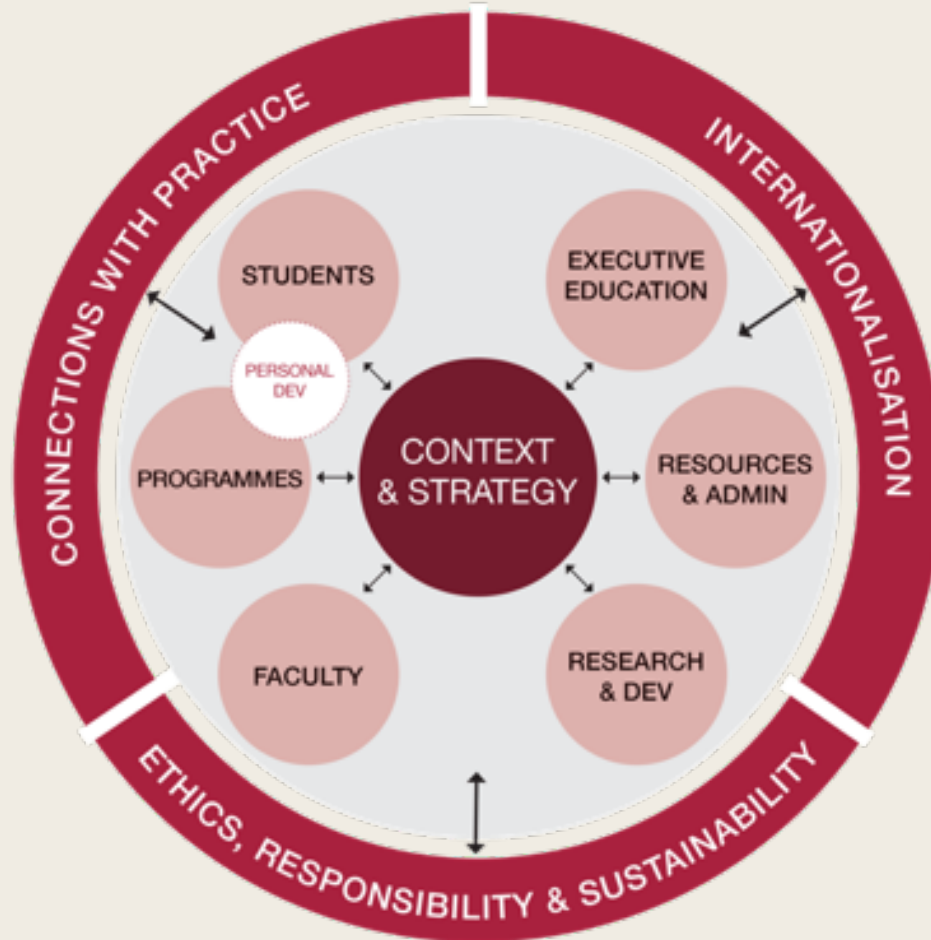 CONNECTIONS WITH PRACTICE
INTERNATIONALISATION
STUDENTS
EXECUTIVE
EDUCATION
PERSONAL
DEV
PROGRAMMES
CONTEXT
& STRATEGY
RESOURCES
& ADMIN
FACULTY
RESEARCH
& DEV
ETHICS, RESPONSIBILITY & SUSTAINABILITY